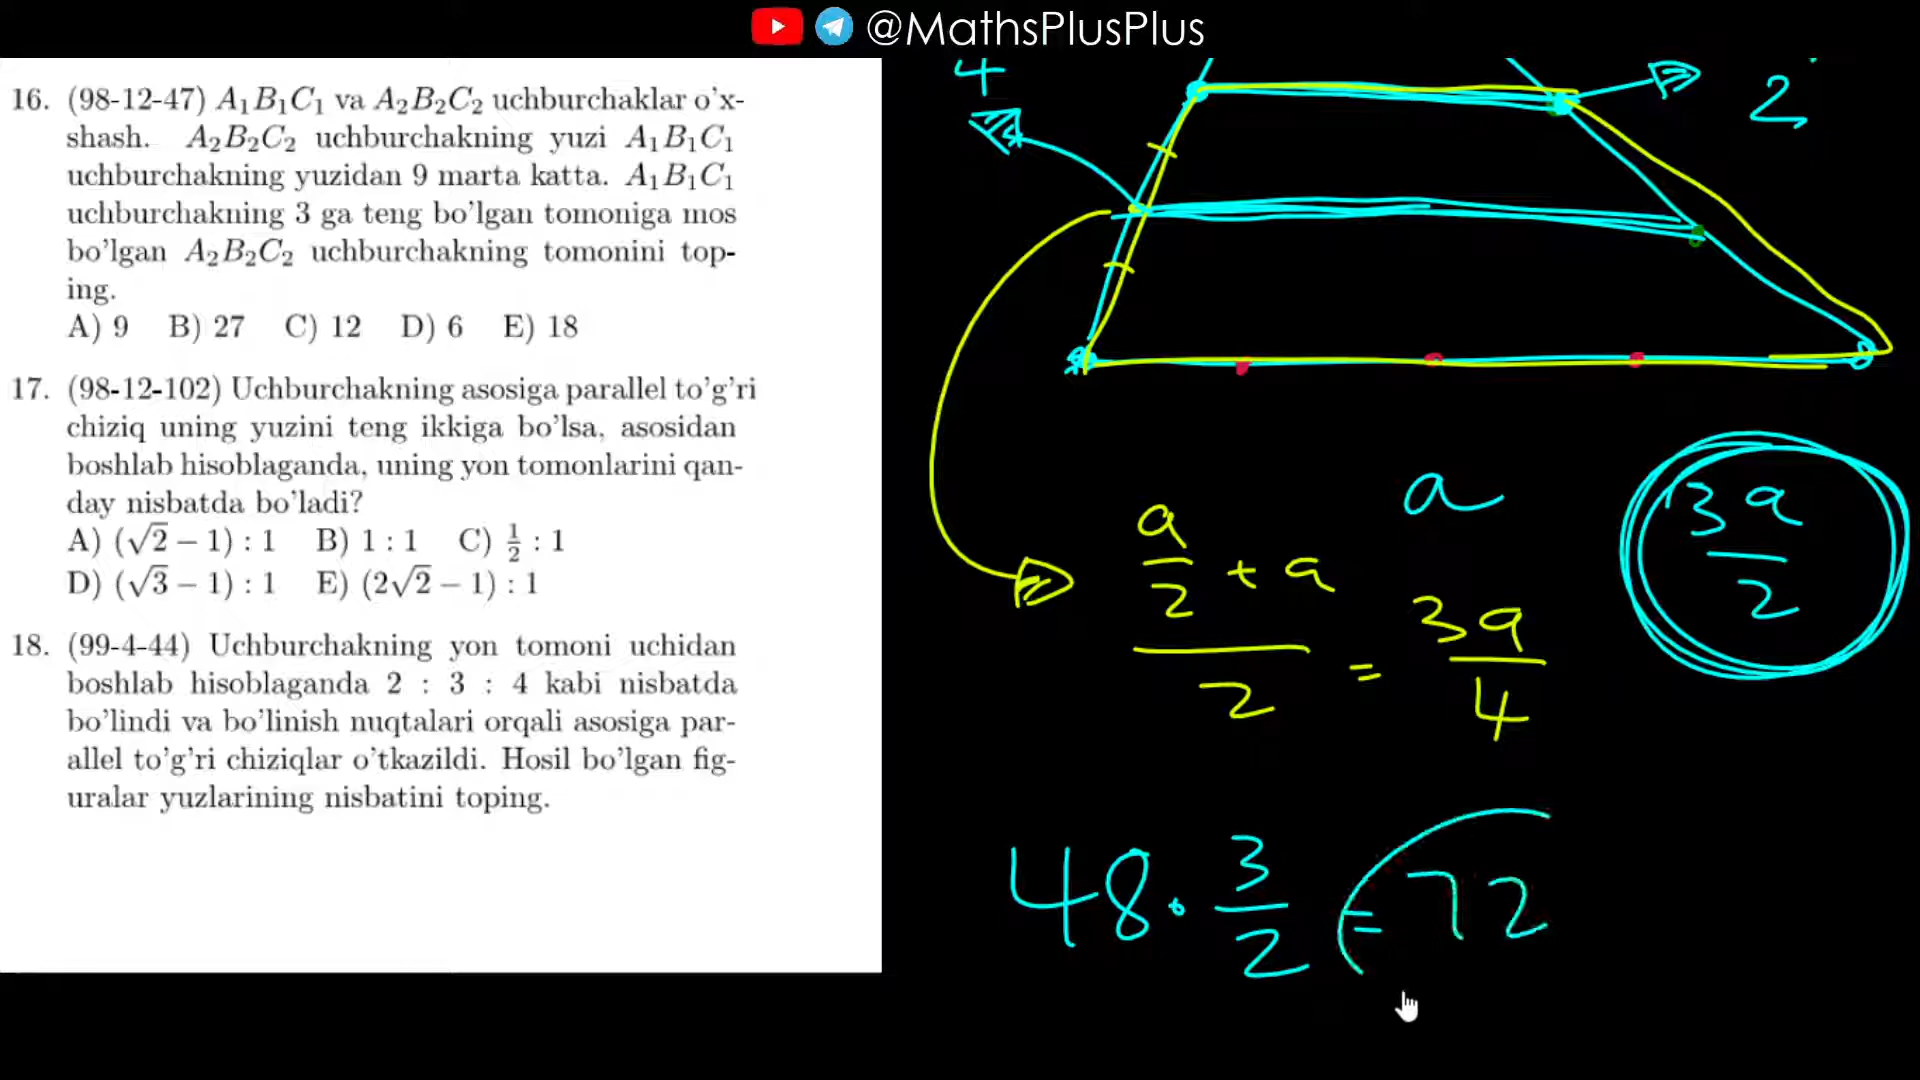 @MathsPlusPlus
16. (98-12-47) A₁B₁C₁ va A₂B₂C₂ uchburchaklar o'x-
shash. A₂B₂C₂ uchburchakning yuzi A₁B₁C₁
uchburchakning yuzidan 9 marta katta. A₁B₁C₁
uchburchakning 3 ga teng bo'lgan tomoniga mos
bo'lgan A₂B₂C₂ uchburchakning tomonini top-
ing.
A) 9 B) 27 C) 12 D) 6 E) 18
17. (98-12-102) Uchburchakning asosiga parallel to'g'ri
chiziq uning yuzini teng ikkiga bo'lsa, asosidan
boshlab hisoblaganda, uning yon tomonlarini qan-
day nisbatda bo'ladi?
A) (√2 − 1) : 1 B) 1 : 1 C) 1/2 : 1
D) (√3 − 1) : 1 E) (2√2 − 1) : 1
18. (99-4-44) Uchburchakning yon tomoni uchidan
boshlab hisoblaganda 2 : 3 : 4 kabi nisbatda
bo'lindi va bo'linish nuqtalari orqali asosiga par-
allel to'g'ri chiziqlar o'tkazildi. Hosil bo'lgan fig-
uralar yuzlarining nisbatini toping.
4
2
a
3a/2
(a/2 + a)/2 = 3a/4
48 · 3/2 = 72